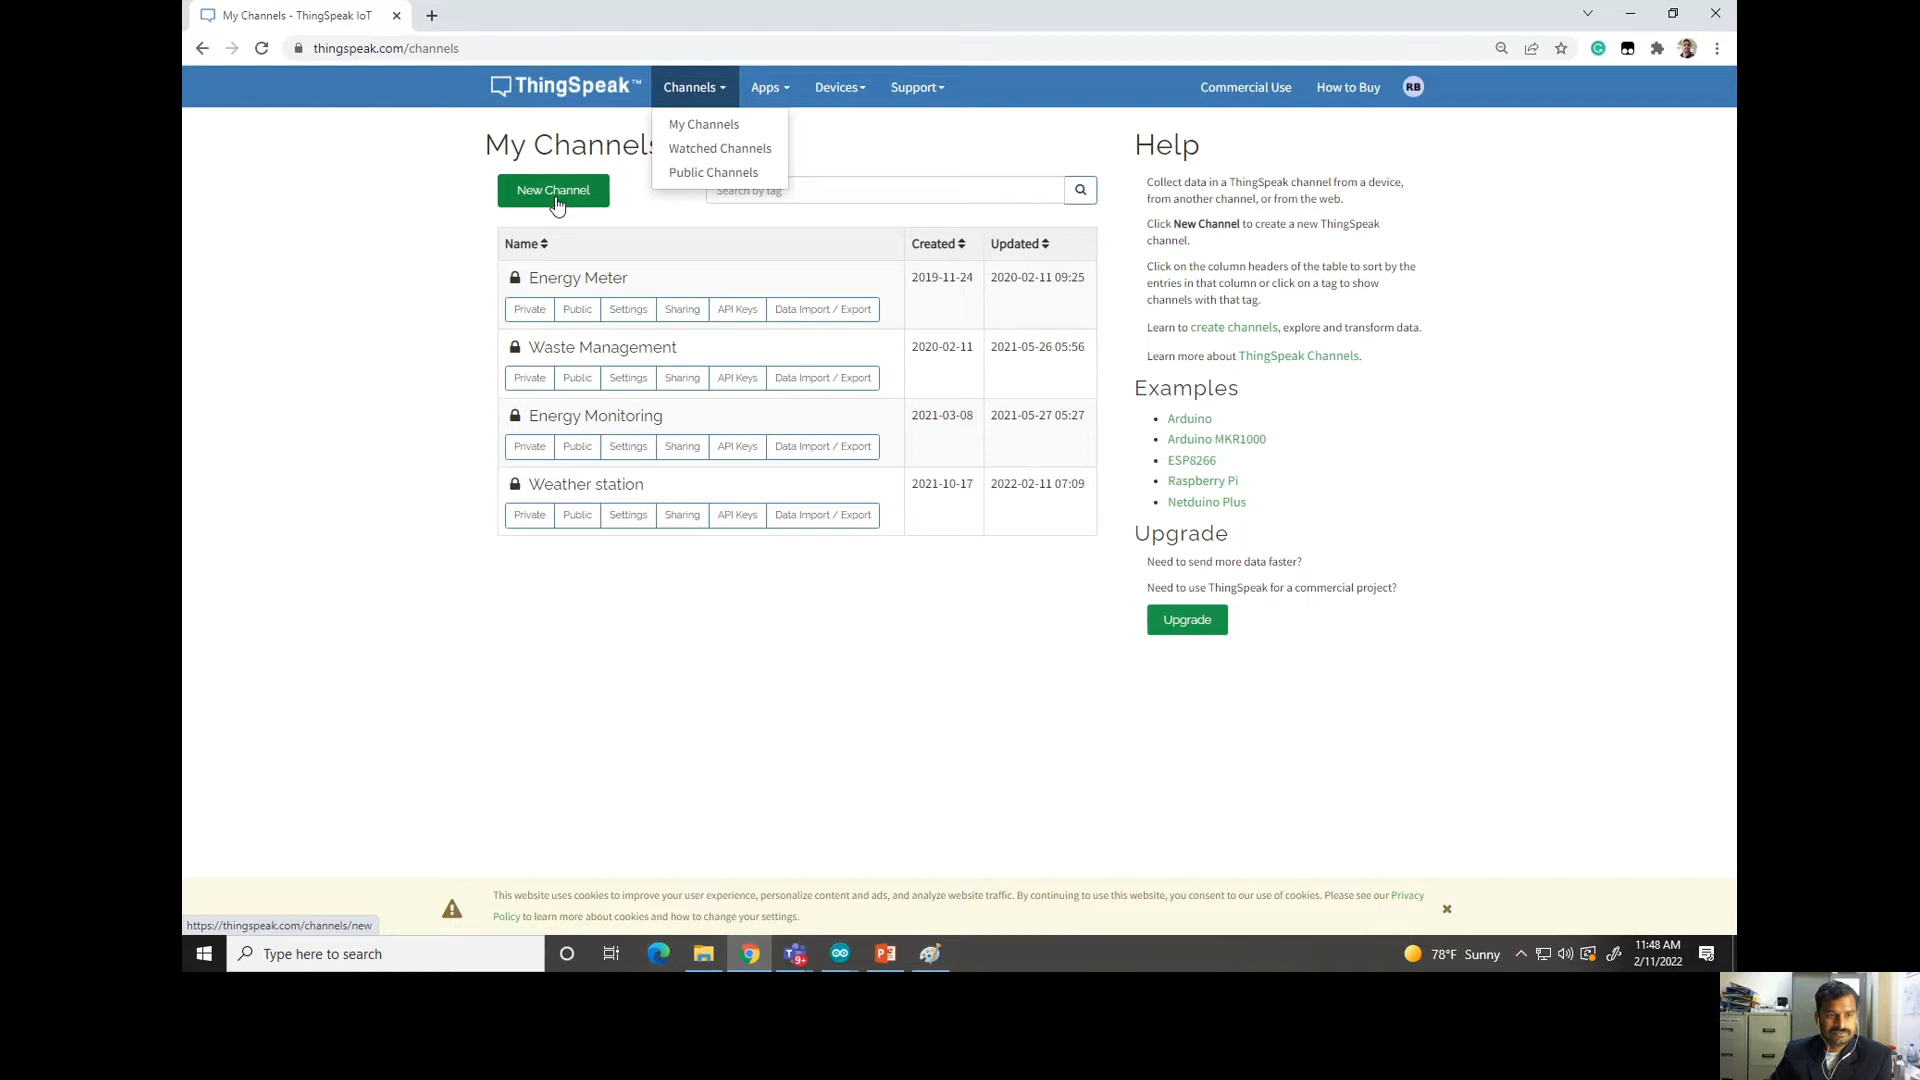 My Channels - ThingSpeak IoT
thingspeak.com/channels
ThingSpeak™ Channels Apps Devices Support Commercial Use How to Buy RB
My Channels
Watched Channels
Public Channels
My Channels
New Channel
Search by tag
Name Created Updated
Energy Meter 2019-11-24 2020-02-11 09:25
Private Public Settings Sharing API Keys Data Import / Export
Waste Management 2020-02-11 2021-05-26 05:56
Private Public Settings Sharing API Keys Data Import / Export
Energy Monitoring 2021-03-08 2021-05-27 05:27
Private Public Settings Sharing API Keys Data Import / Export
Weather station 2021-10-17 2022-02-11 07:09
Private Public Settings Sharing API Keys Data Import / Export
Help
Collect data in a ThingSpeak channel from a device,
from another channel, or from the web.
Click New Channel to create a new ThingSpeak
channel.
Click on the column headers of the table to sort by the
entries in that column or click on a tag to show
channels with that tag.
Learn to create channels, explore and transform data.
Learn more about ThingSpeak Channels.
Examples
• Arduino
• Arduino MKR1000
• ESP8266
• Raspberry Pi
• Netduino Plus
Upgrade
Need to send more data faster?
Need to use ThingSpeak for a commercial project?
Upgrade
This website uses cookies to improve your user experience, personalize content and ads, and analyze website traffic. By continuing to use this website, you consent to our use of cookies. Please see our Privacy
Policy to learn more about cookies and how to change your settings.
https://thingspeak.com/channels/new
Type here to search
9+
78°F Sunny
11:48 AM
2/11/2022